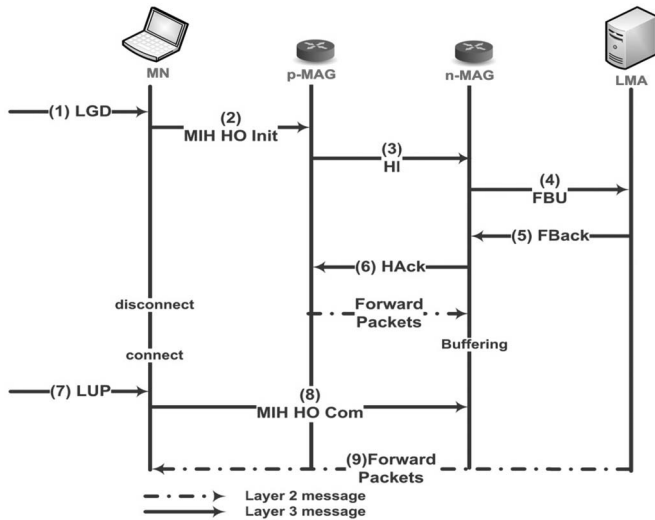 MN
p-MAG
n-MAG
LMA
(1) LGD
(2)
MIH HO Init
(3)
HI
(4)
FBU
(5) FBack
(6) HAck
disconnect
Forward
Packets
Buffering
connect
(7) LUP
(8)
MIH HO Com
(9)Forward
Packets
Layer 2 message
Layer 3 message